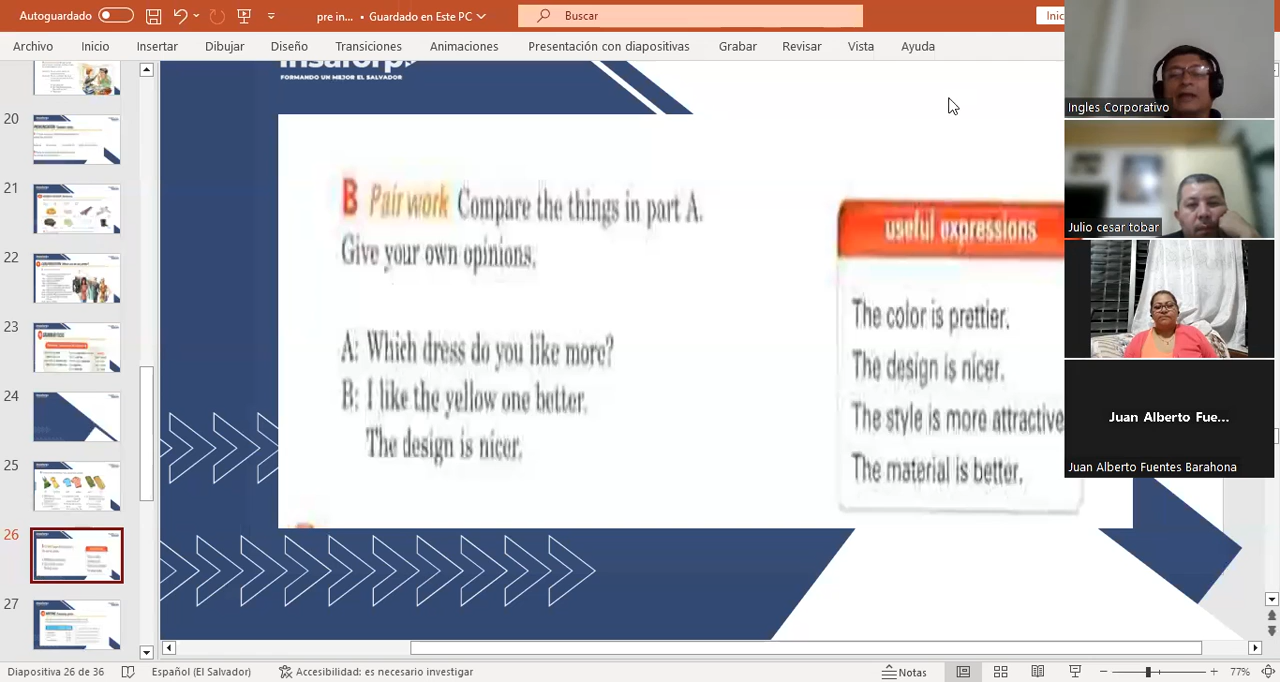 Autoguardado
pre in... • Guardado en Este PC
Buscar
Inic
Archivo Inicio Insertar Dibujar Diseño Transiciones Animaciones Presentación con diapositivas Grabar Revisar Vista Ayuda
FORMANDO UN MEJOR EL SALVADOR
B Pair work Compare the things in part A.
Give your own opinions.
A: Which dress do you like more?
B: I like the yellow one better.
The design is nicer.
useful expressions
The color is prettier.
The design is nicer.
The style is more attractive
The material is better.
20
21
22
23
24
25
26
27
Ingles Corporativo
Julio cesar tobar
Juan Alberto Fue...
Juan Alberto Fuentes Barahona
Diapositiva 26 de 36 Español (El Salvador) Accesibilidad: es necesario investigar Notas 77%